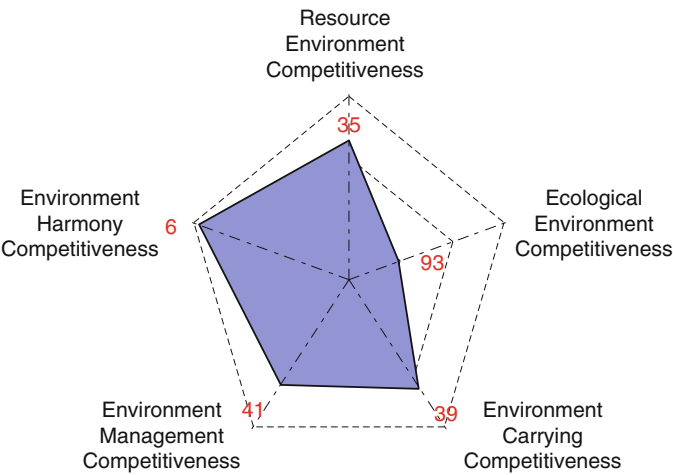 Resource
Environment
Competitiveness
35
Environment
Harmony
Competitiveness
6
Ecological
Environment
Competitiveness
93
Environment
Management
Competitiveness
41
39
Environment
Carrying
Competitiveness